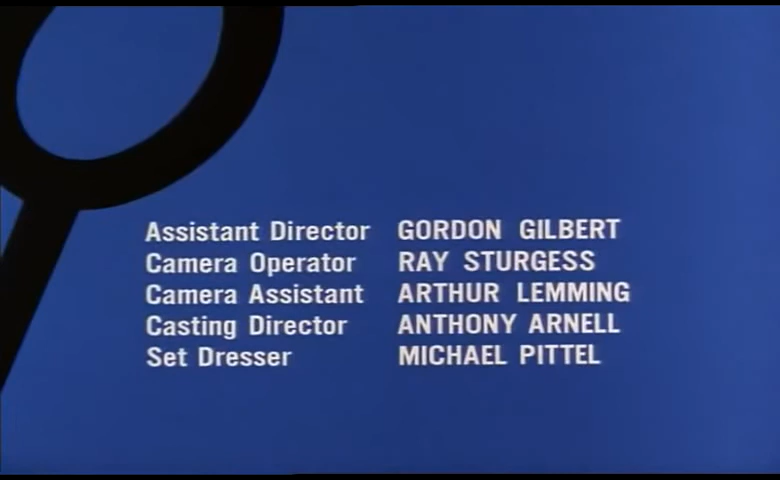 Assistant Director GORDON GILBERT
Camera Operator RAY STURGESS
Camera Assistant ARTHUR LEMMING
Casting Director ANTHONY ARNELL
Set Dresser MICHAEL PITTEL